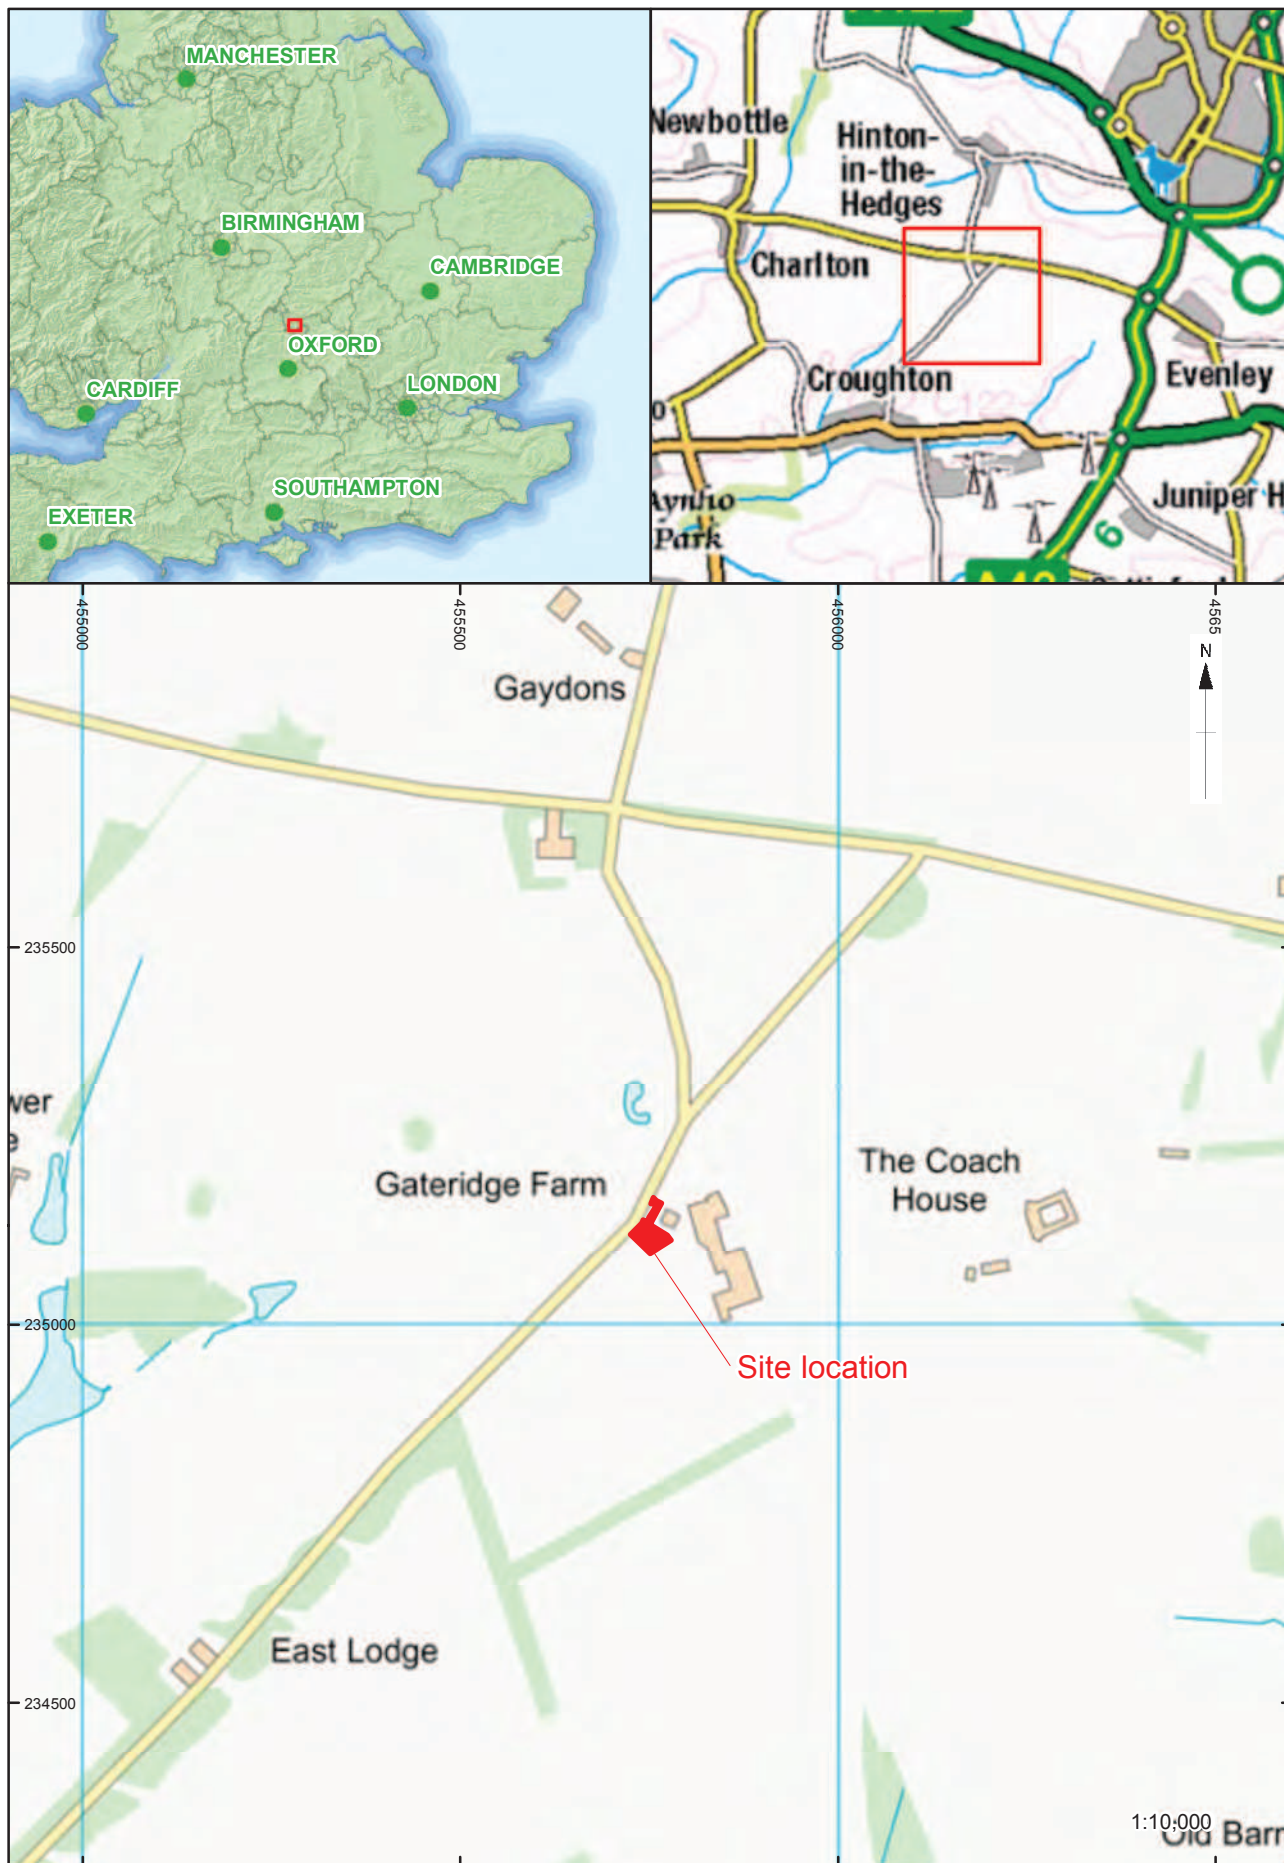 MANCHESTER
BIRMINGHAM
CAMBRIDGE
OXFORD
CARDIFF
LONDON
SOUTHAMPTON
EXETER
Newbottle
Hinton-
in-the-
Hedges
Charlton
Croughton
Evenley
Aynho
Park
Juniper H
6
455000
455500
456000
4565
N
Gaydons
235500
wer
e
Gateridge Farm
The Coach
House
235000
Site location
East Lodge
234500
1:10,000
Old Barn